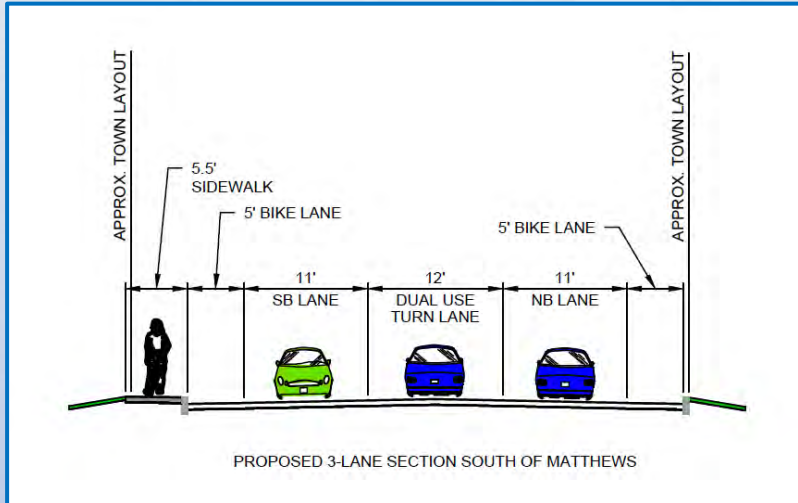 APPROX. TOWN LAYOUT
5.5'
SIDEWALK
5' BIKE LANE
5' BIKE LANE
APPROX. TOWN LAYOUT
11'
SB LANE
12'
DUAL USE
TURN LANE
11'
NB LANE
PROPOSED 3-LANE SECTION SOUTH OF MATTHEWS